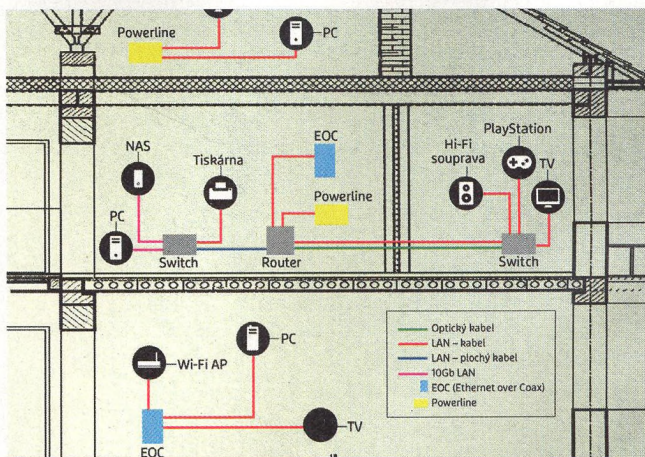 Powerline
PC
NAS
Tiskárna
EOC
PlayStation
Hi-Fi
souprava
TV
Powerline
PC
Switch
Router
Switch
Wi-Fi AP
PC
EOC
TV
Optický kabel
LAN – kabel
LAN – plochý kabel
10Gb LAN
EOC (Ethernet over Coax)
Powerline